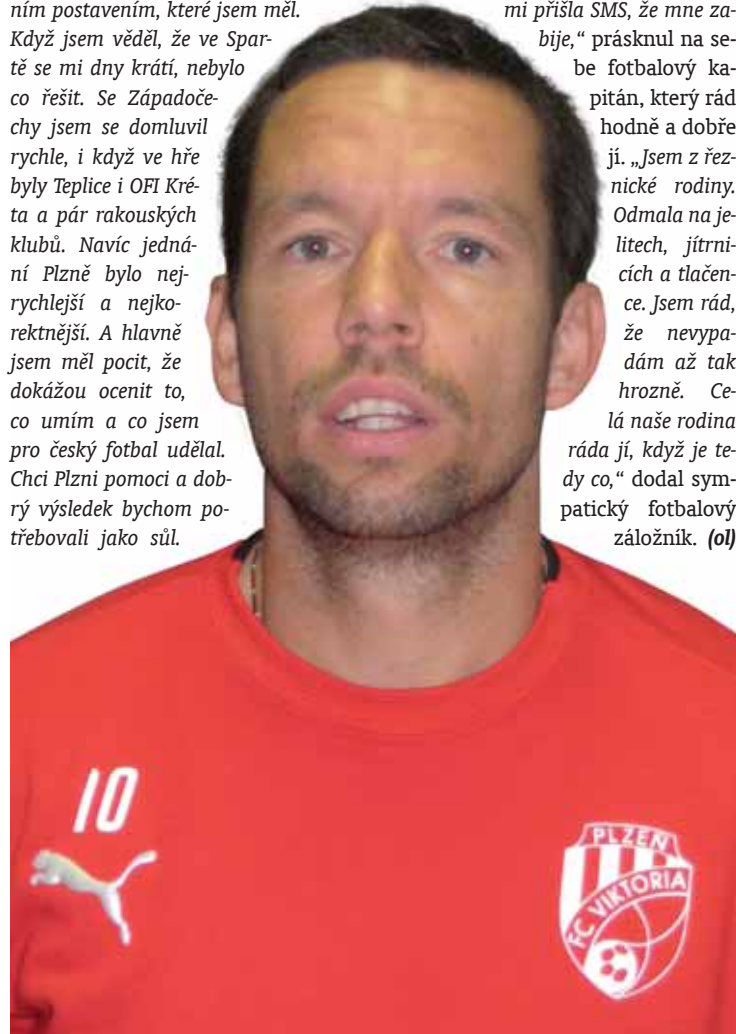 ním postavením, které jsem měl.
Když jsem věděl, že ve Spar-
tě se mi dny krátí, nebylo
co řešit. Se Západoče-
chy jsem se domluvil
rychle, i když ve hře
byly Teplice i OFI Kré-
ta a pár rakouských
klubů. Navíc jedná-
ní Plzně bylo nej-
rychlejší a nejko-
rektnější. A hlavně
jsem měl pocit, že
dokážou ocenit to,
co umím a co jsem
pro český fotbal udělal.
Chci Plzni pomoci a dob-
rý výsledek bychom po-
třebovali jako sůl.
mi přišla SMS, že mne za-
bije,“ prásknul na se-
be fotbalový ka-
pitán, který rád
hodně a dobře
jí. „Jsem z řez-
nické rodiny.
Odmala na je-
litech, jítrni-
cích a tlačen-
ce. Jsem rád,
že nevypa-
dám až tak
hrozně. Ce-
lá naše rodina
ráda jí, když je te-
dy co,“ dodal sym-
patický fotbalový
záložník. (ol)
10
PLZEŇ
FC VIKTORIA